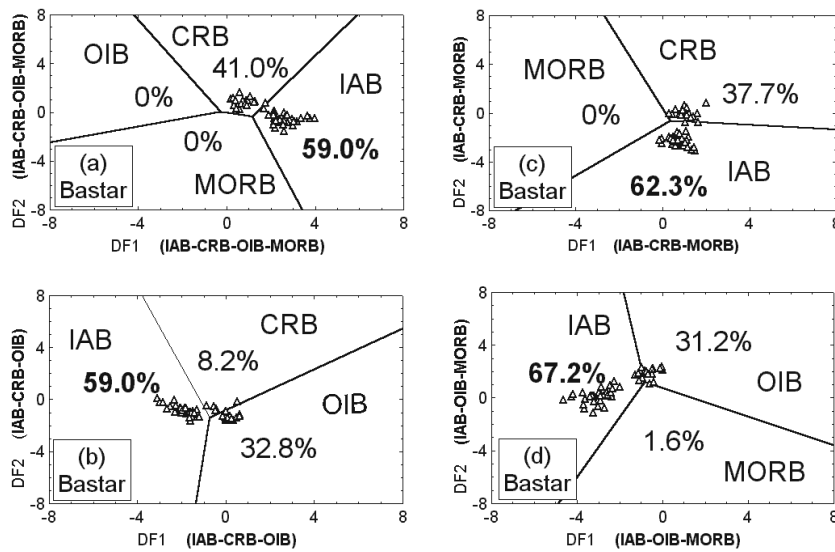 8
4
0
-4
-8
DF2 (IAB-CRB-OIB-MORB)
OIB
CRB
IAB
MORB
41.0%
0%
0%
59.0%
(a)
Bastar
-8 -4 0 4 8
DF1 (IAB-CRB-OIB-MORB)
8
4
0
-4
-8
DF2 (IAB-CRB-MORB)
MORB
CRB
IAB
37.7%
0%
62.3%
(c)
Bastar
-8 -4 0 4 8
DF1 (IAB-CRB-MORB)
8
4
0
-4
-8
DF2 (IAB-CRB-OIB)
IAB
CRB
OIB
8.2%
59.0%
32.8%
(b)
Bastar
-8 -4 0 4 8
DF1 (IAB-CRB-OIB)
8
4
0
-4
-8
DF2 (IAB-OIB-MORB)
IAB
OIB
MORB
31.2%
67.2%
1.6%
(d)
Bastar
-8 -4 0 4 8
DF1 (IAB-OIB-MORB)